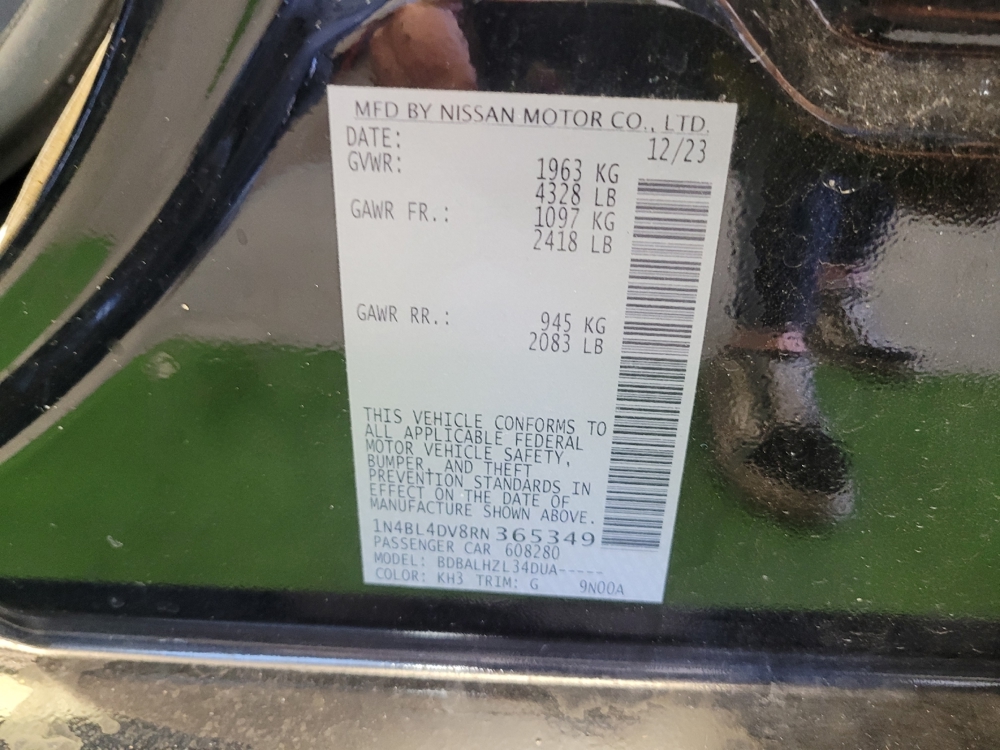 MFD BY NISSAN MOTOR CO., LTD.
DATE: 12/23
GVWR: 1963 KG
4328 LB
GAWR FR.: 1097 KG
2418 LB
GAWR RR.: 945 KG
2083 LB
THIS VEHICLE CONFORMS TO
ALL APPLICABLE FEDERAL
MOTOR VEHICLE SAFETY,
BUMPER, AND THEFT
PREVENTION STANDARDS IN
EFFECT ON THE DATE OF
MANUFACTURE SHOWN ABOVE.
1N4BL4DV8RN365349
PASSENGER CAR 608280
MODEL: BDBALHZL34DUA-----
COLOR: KH3 TRIM: G 9N00A